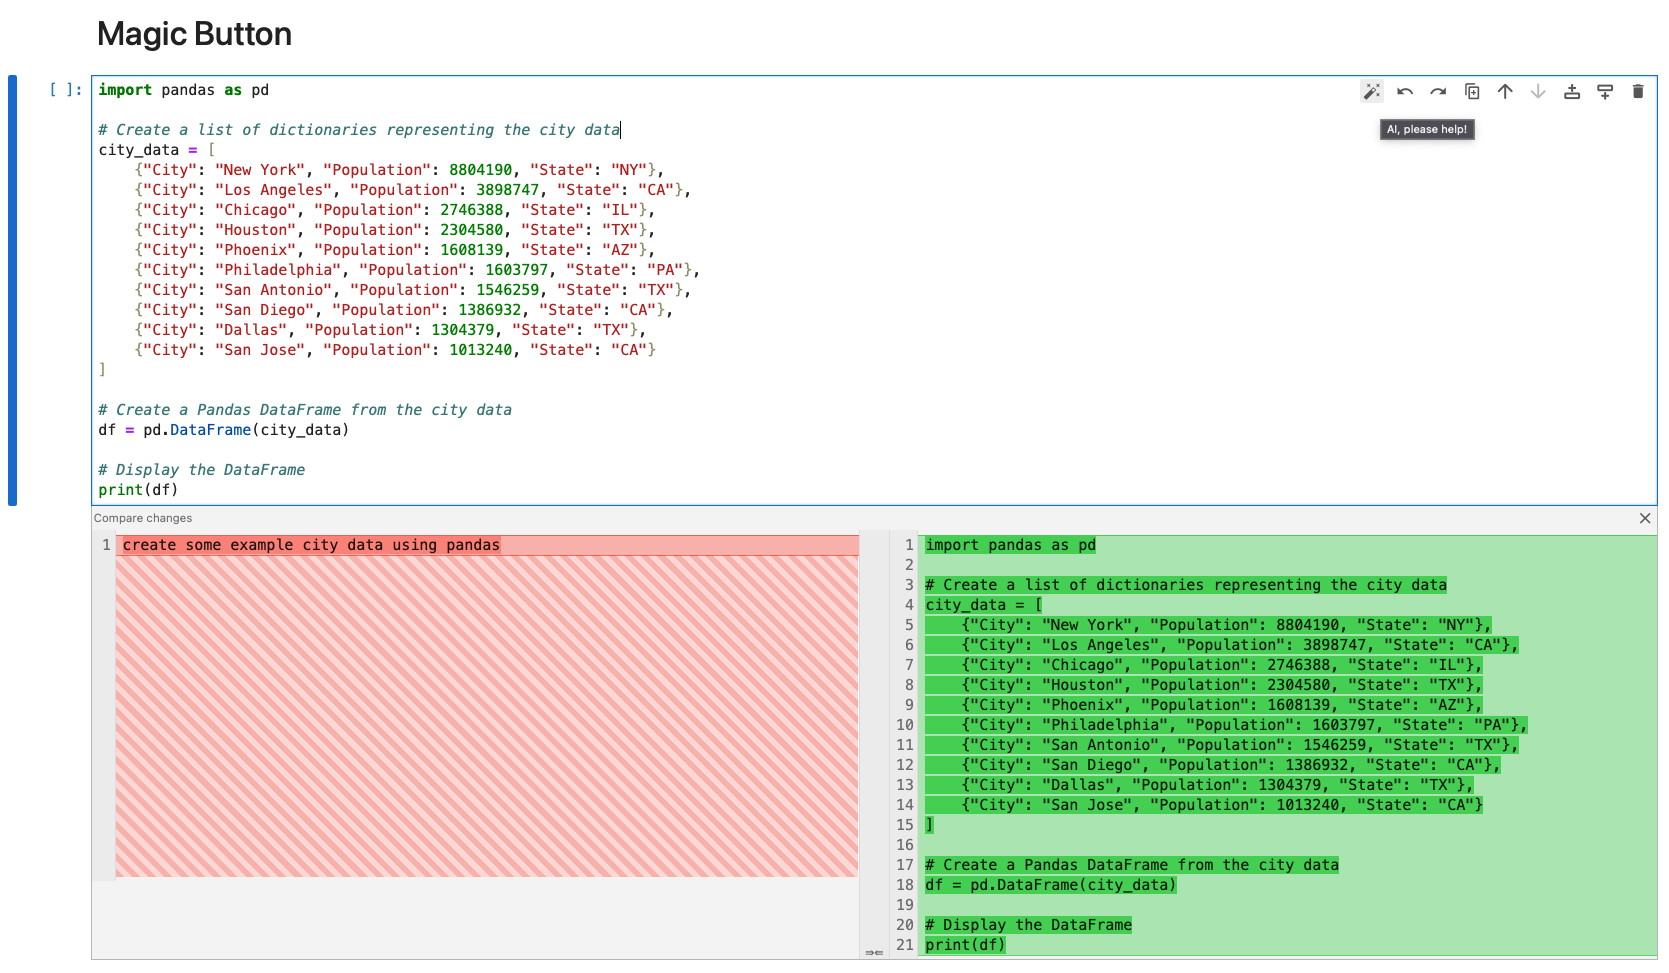 Magic Button
[ ]:
import pandas as pd
AI, please help!
# Create a list of dictionaries representing the city data
city_data = [
    {"City": "New York", "Population": 8804190, "State": "NY"},
    {"City": "Los Angeles", "Population": 3898747, "State": "CA"},
    {"City": "Chicago", "Population": 2746388, "State": "IL"},
    {"City": "Houston", "Population": 2304580, "State": "TX"},
    {"City": "Phoenix", "Population": 1608139, "State": "AZ"},
    {"City": "Philadelphia", "Population": 1603797, "State": "PA"},
    {"City": "San Antonio", "Population": 1546259, "State": "TX"},
    {"City": "San Diego", "Population": 1386932, "State": "CA"},
    {"City": "Dallas", "Population": 1304379, "State": "TX"},
    {"City": "San Jose", "Population": 1013240, "State": "CA"}
]
# Create a Pandas DataFrame from the city data
df = pd.DataFrame(city_data)
# Display the DataFrame
print(df)
Compare changes
1 create some example city data using pandas
1 import pandas as pd
2
3 # Create a list of dictionaries representing the city data
4 city_data = [
5     {"City": "New York", "Population": 8804190, "State": "NY"},
6     {"City": "Los Angeles", "Population": 3898747, "State": "CA"},
7     {"City": "Chicago", "Population": 2746388, "State": "IL"},
8     {"City": "Houston", "Population": 2304580, "State": "TX"},
9     {"City": "Phoenix", "Population": 1608139, "State": "AZ"},
10     {"City": "Philadelphia", "Population": 1603797, "State": "PA"},
11     {"City": "San Antonio", "Population": 1546259, "State": "TX"},
12     {"City": "San Diego", "Population": 1386932, "State": "CA"},
13     {"City": "Dallas", "Population": 1304379, "State": "TX"},
14     {"City": "San Jose", "Population": 1013240, "State": "CA"}
15 ]
16
17 # Create a Pandas DataFrame from the city data
18 df = pd.DataFrame(city_data)
19
20 # Display the DataFrame
21 print(df)